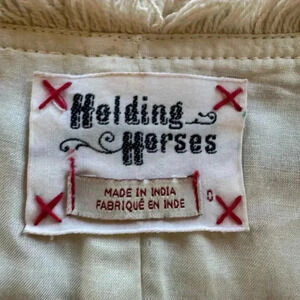 Holding
Horses
MADE IN INDIA
FABRIQUÉ EN INDE
0